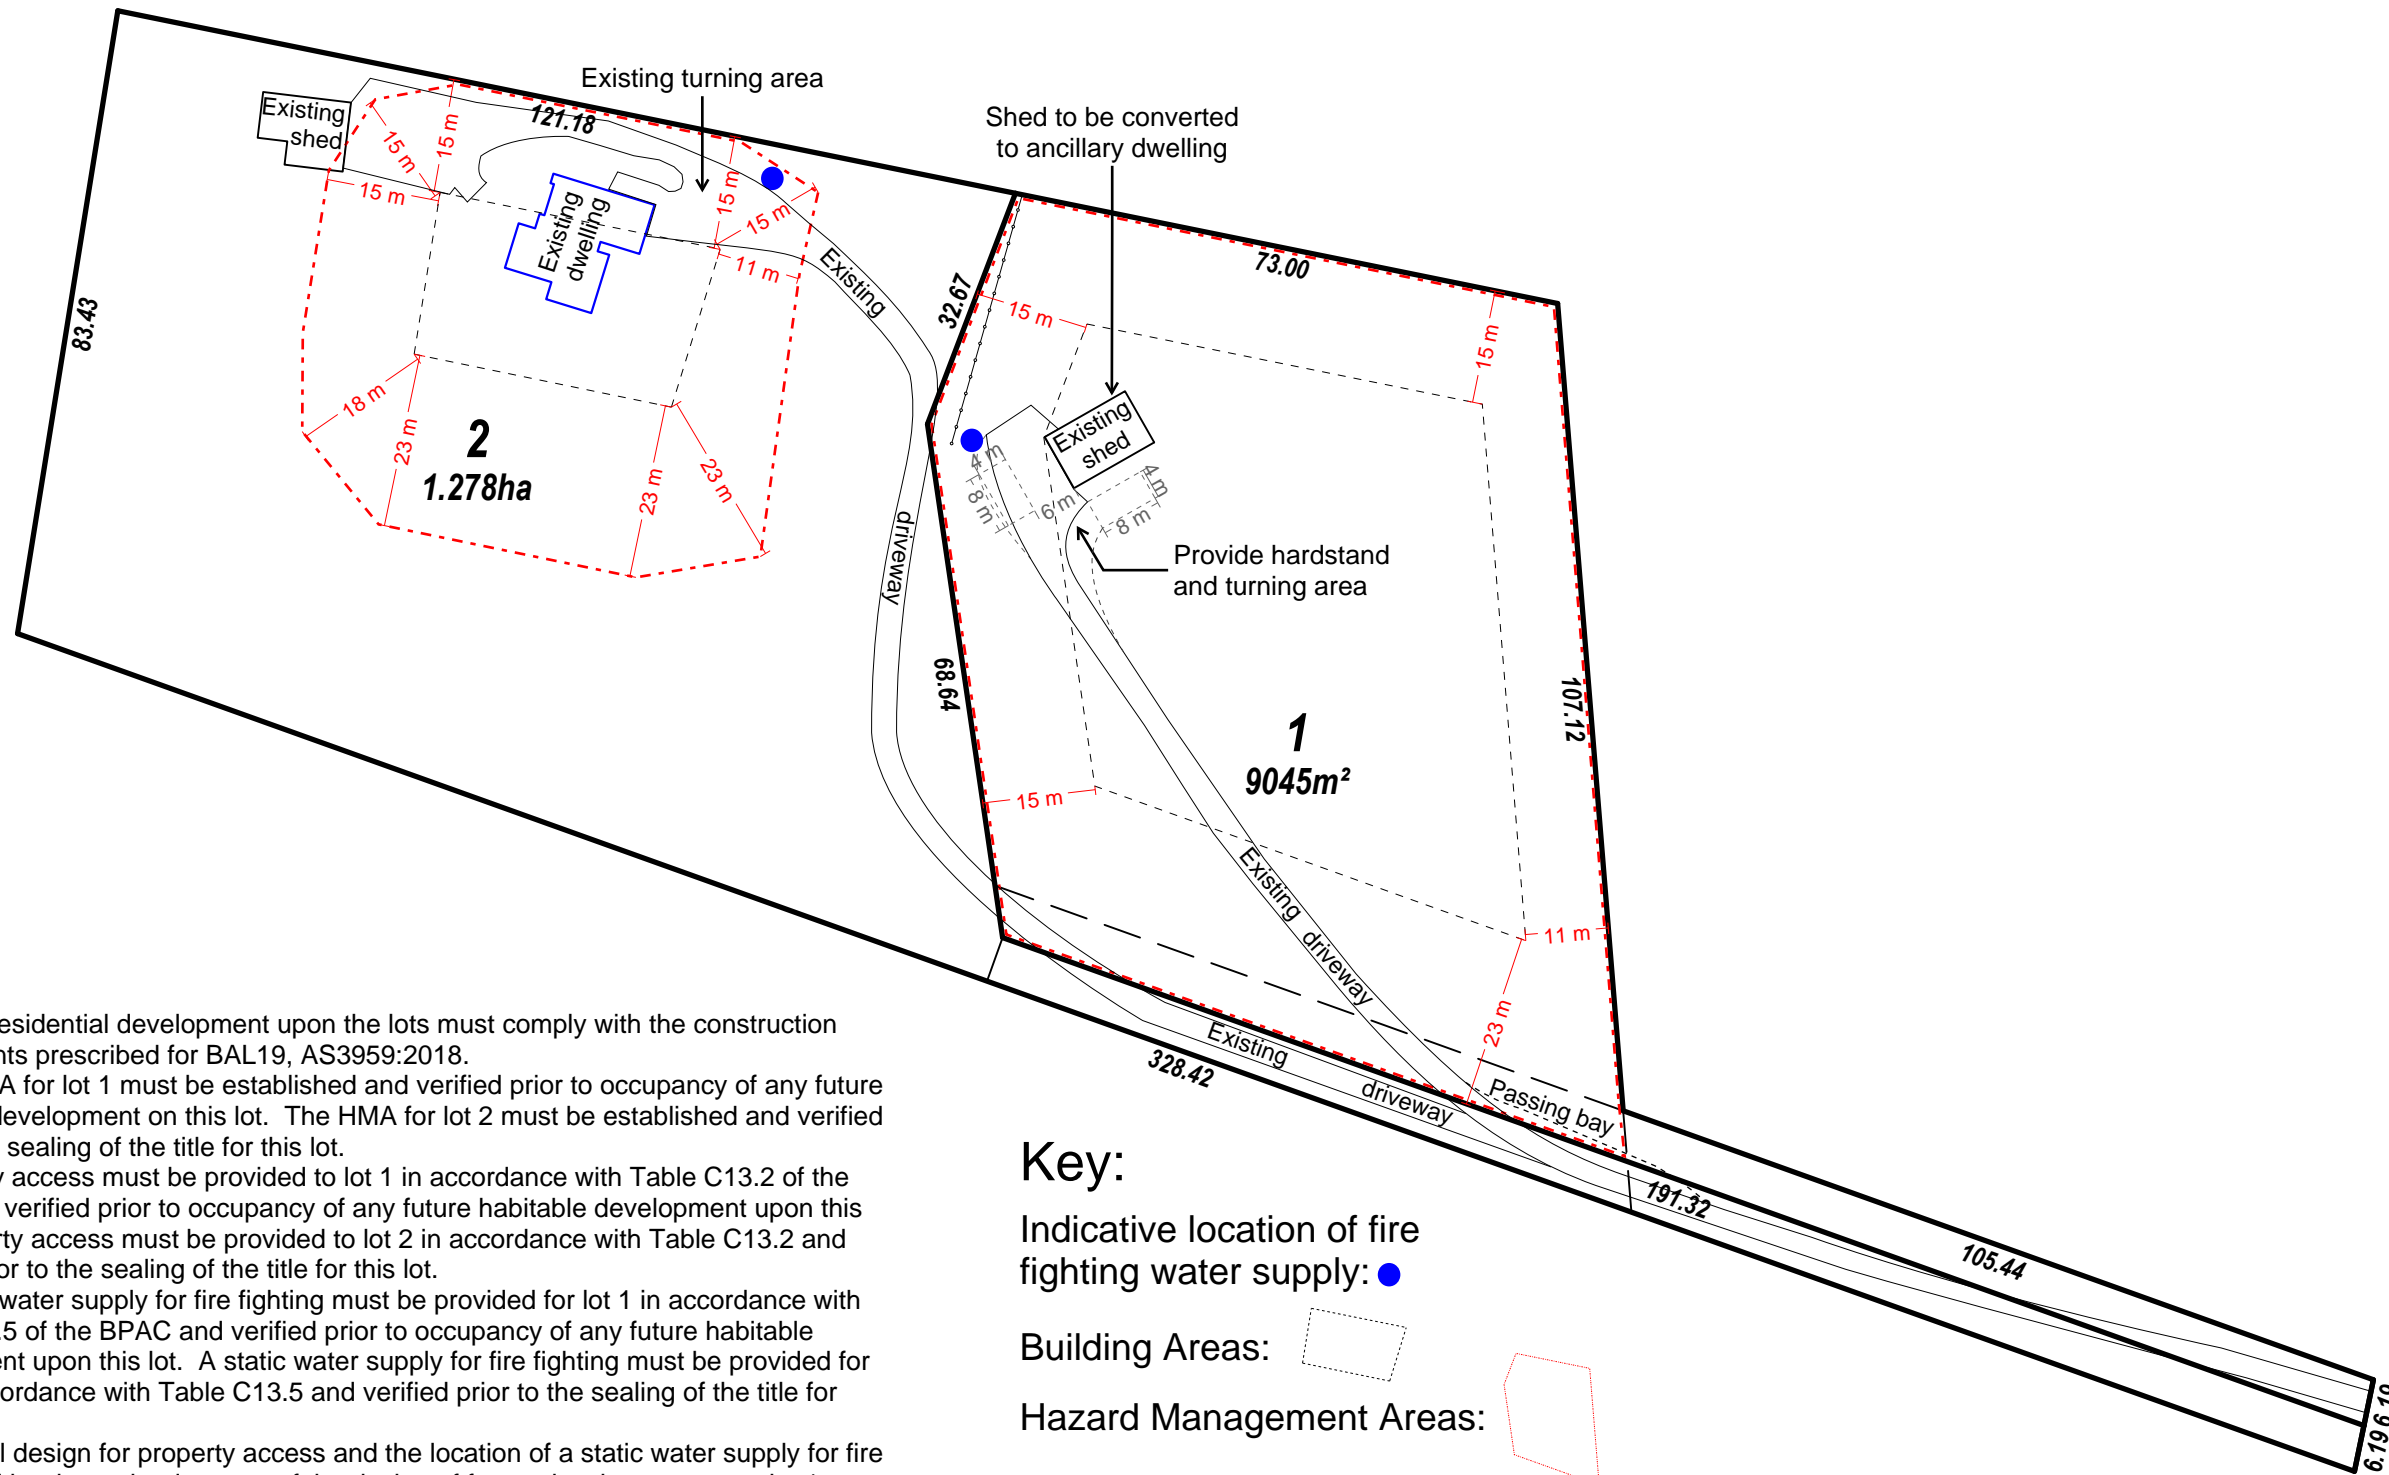 Existing turning area
Shed to be converted
to ancillary dwelling
Existing
shed
121.18
15 m
15 m
15 m
15 m
15 m
11 m
Existing
dwelling
Existing
driveway
83.43
18 m
23 m
23 m
23 m
2
1.278ha
32.67
73.00
15 m
15 m
Existing
shed
4 m
8 m
6 m
4 m
8 m
Provide hardstand
and turning area
68.64
107.12
1
9045m²
15 m
11 m
23 m
Existing
driveway
Existing
driveway
Passing bay
328.42
191.32
105.44
6.19
6.19
esidential development upon the lots must comply with the construction
nts prescribed for BAL19, AS3959:2018.
A for lot 1 must be established and verified prior to occupancy of any future
development on this lot. The HMA for lot 2 must be established and verified
sealing of the title for this lot.
y access must be provided to lot 1 in accordance with Table C13.2 of the
verified prior to occupancy of any future habitable development upon this
rty access must be provided to lot 2 in accordance with Table C13.2 and
or to the sealing of the title for this lot.
water supply for fire fighting must be provided for lot 1 in accordance with
.5 of the BPAC and verified prior to occupancy of any future habitable
ent upon this lot. A static water supply for fire fighting must be provided for
cordance with Table C13.5 and verified prior to the sealing of the title for
l design for property access and the location of a static water supply for fire
Key:
Indicative location of fire
fighting water supply:
Building Areas:
Hazard Management Areas: